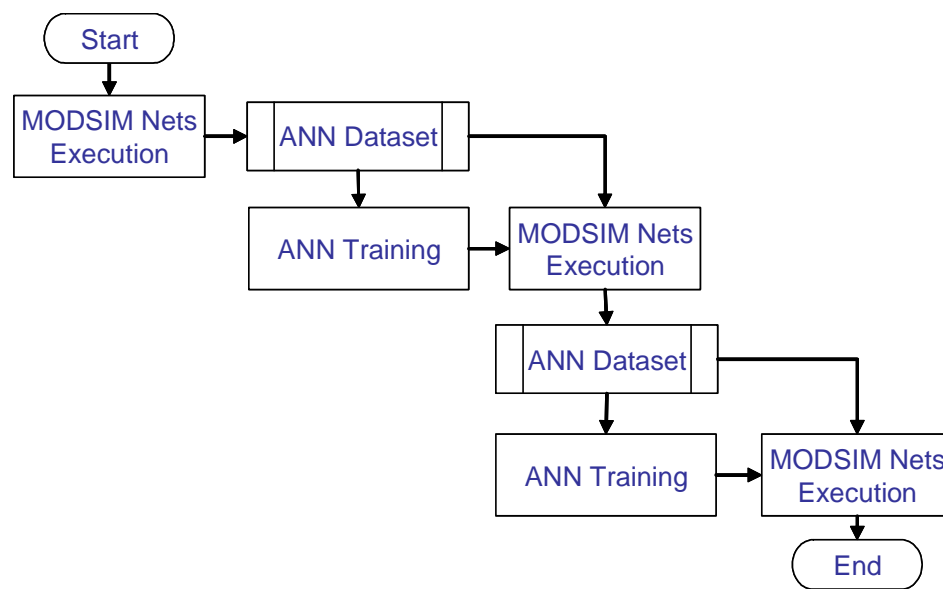 Start
MODSIM Nets
Execution
ANN Dataset
ANN Training
MODSIM Nets
Execution
ANN Dataset
ANN Training
MODSIM Nets
Execution
End